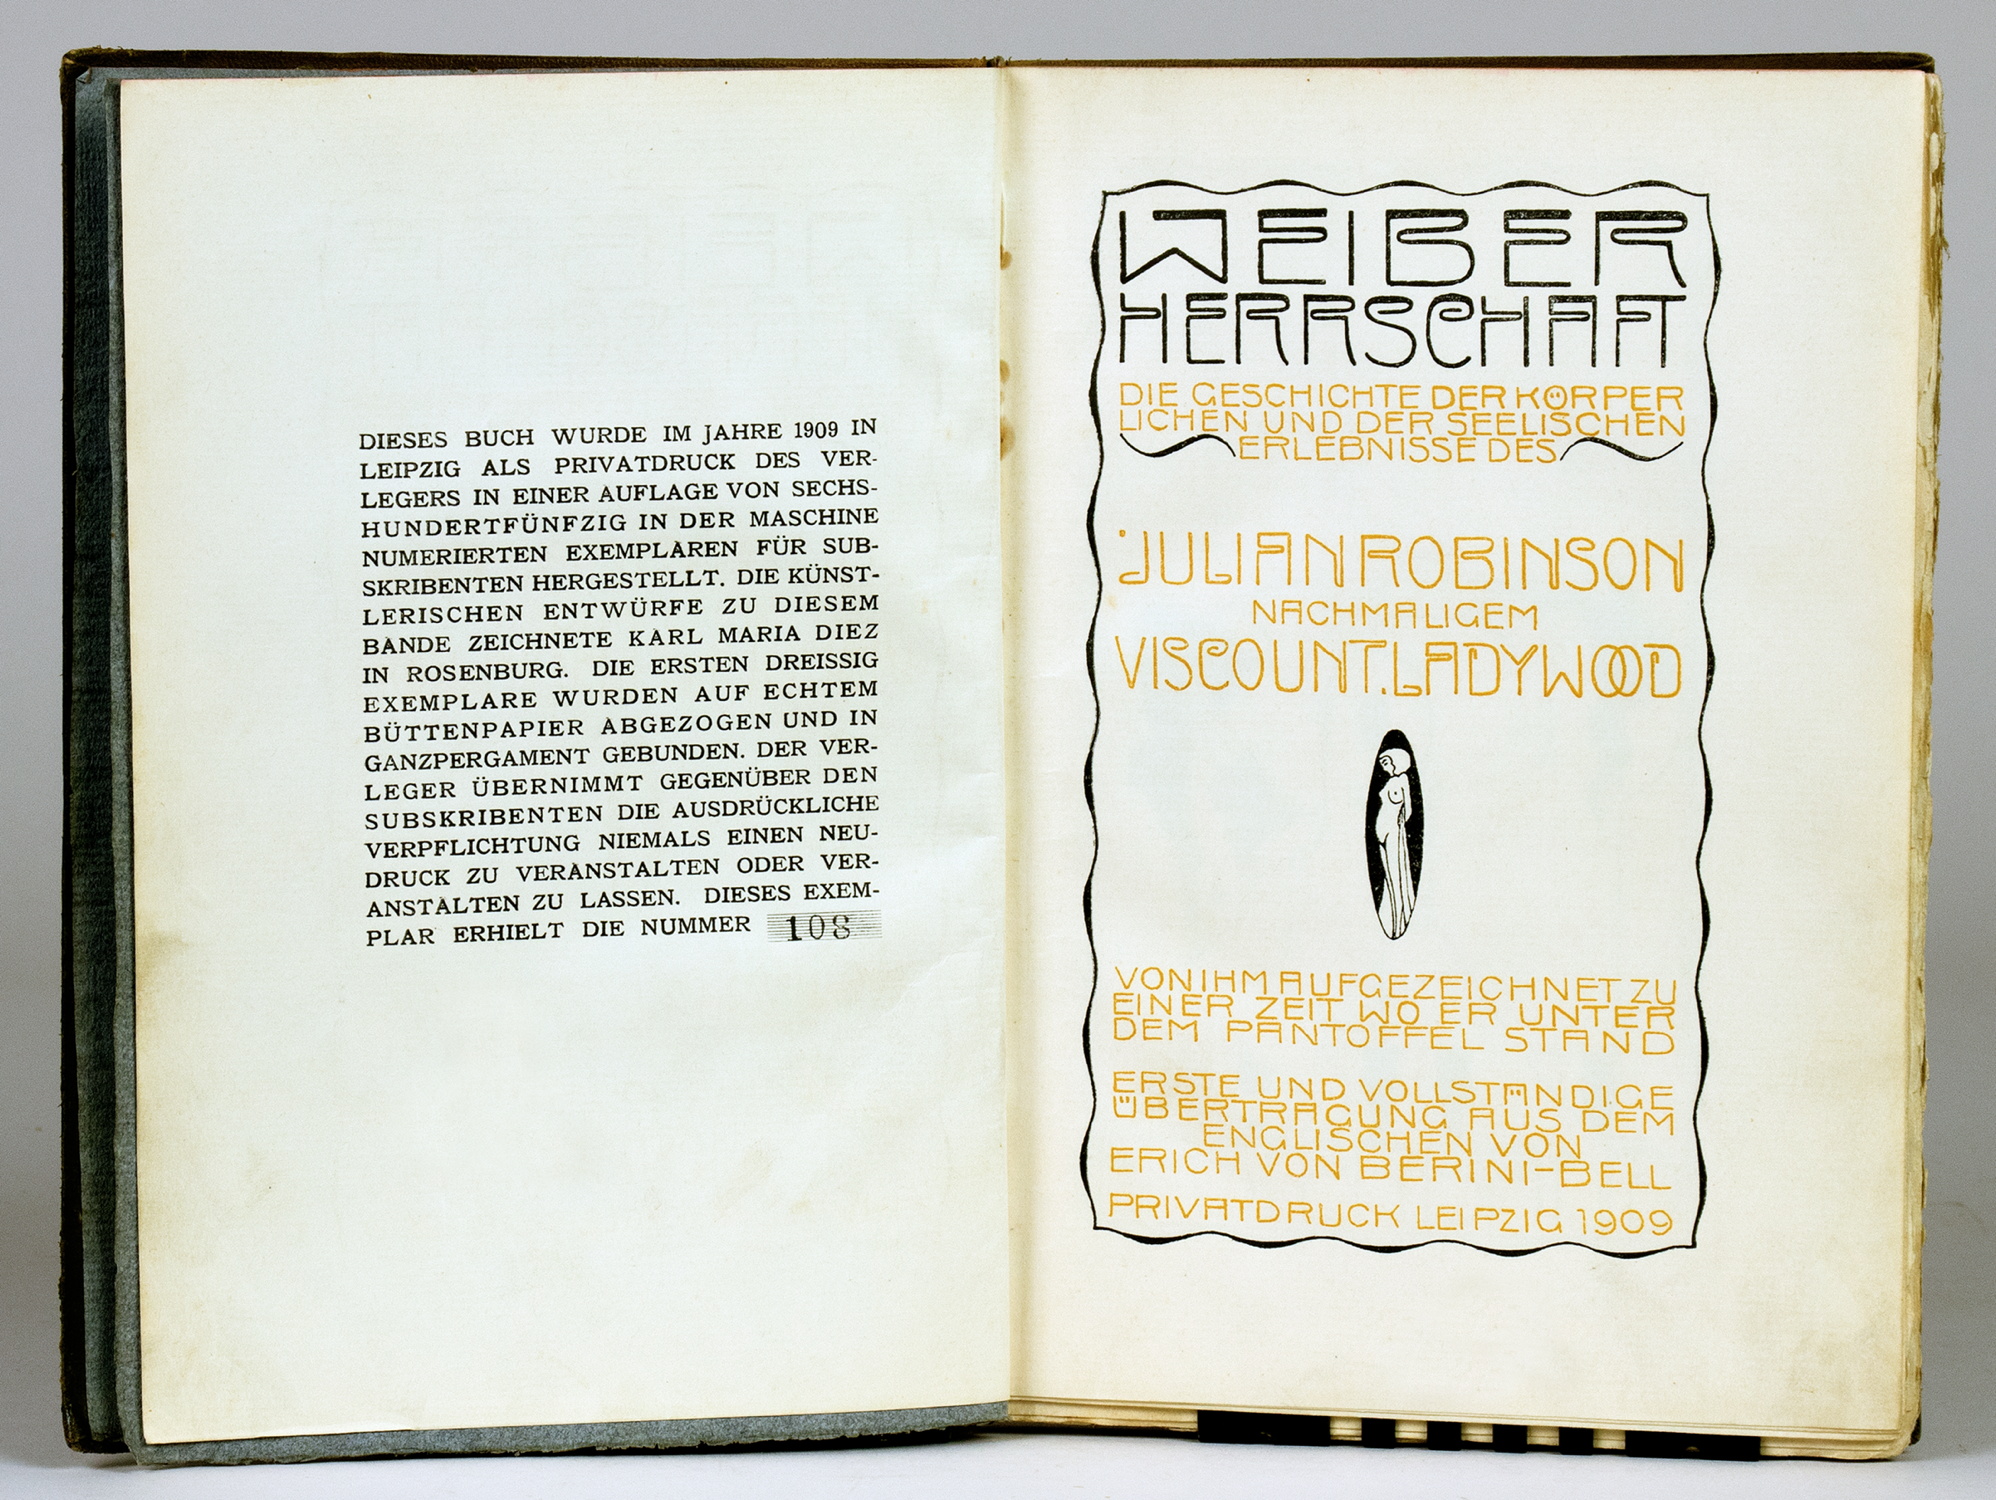 DIESES BUCH WURDE IM JAHRE 1909 IN
LEIPZIG ALS PRIVATDRUCK DES VER-
LEGERS IN EINER AUFLAGE VON SECHS-
HUNDERTFÜNFZIG IN DER MASCHINE
NUMERIERTEN EXEMPLAREN FÜR SUB-
SKRIBENTEN HERGESTELLT. DIE KÜNST-
LERISCHEN ENTWÜRFE ZU DIESEM
BANDE ZEICHNETE KARL MARIA DIEZ
IN ROSENBURG. DIE ERSTEN DREISSIG
EXEMPLARE WURDEN AUF ECHTEM
BÜTTENPAPIER ABGEZOGEN UND IN
GANZPERGAMENT GEBUNDEN. DER VER-
LEGER ÜBERNIMMT GEGENÜBER DEN
SUBSKRIBENTEN DIE AUSDRÜCKLICHE
VERPFLICHTUNG NIEMALS EINEN NEU-
DRUCK ZU VERANSTALTEN ODER VER-
ANSTALTEN ZU LASSEN. DIESES EXEM-
PLAR ERHIELT DIE NUMMER 108
WEIBER
HERRSCHAFT
DIE GESCHICHTE DER KÖRPER
LICHEN UND DER SEELISCHEN
ERLEBNISSE DES
JULIAN ROBINSON
NACHMALIGEM
VISCOUNT. LADYWOOD
VON IHM AUFGEZEICHNET ZU
EINER ZEIT WO ER UNTER
DEM PANTOFFEL STAND
ERSTE UND VOLLSTÄNDIGE
ÜBERTRAGUNG AUS DEM
ENGLISCHEN VON
ERICH VON BERINI-BELL
PRIVATDRUCK LEIPZIG 1909